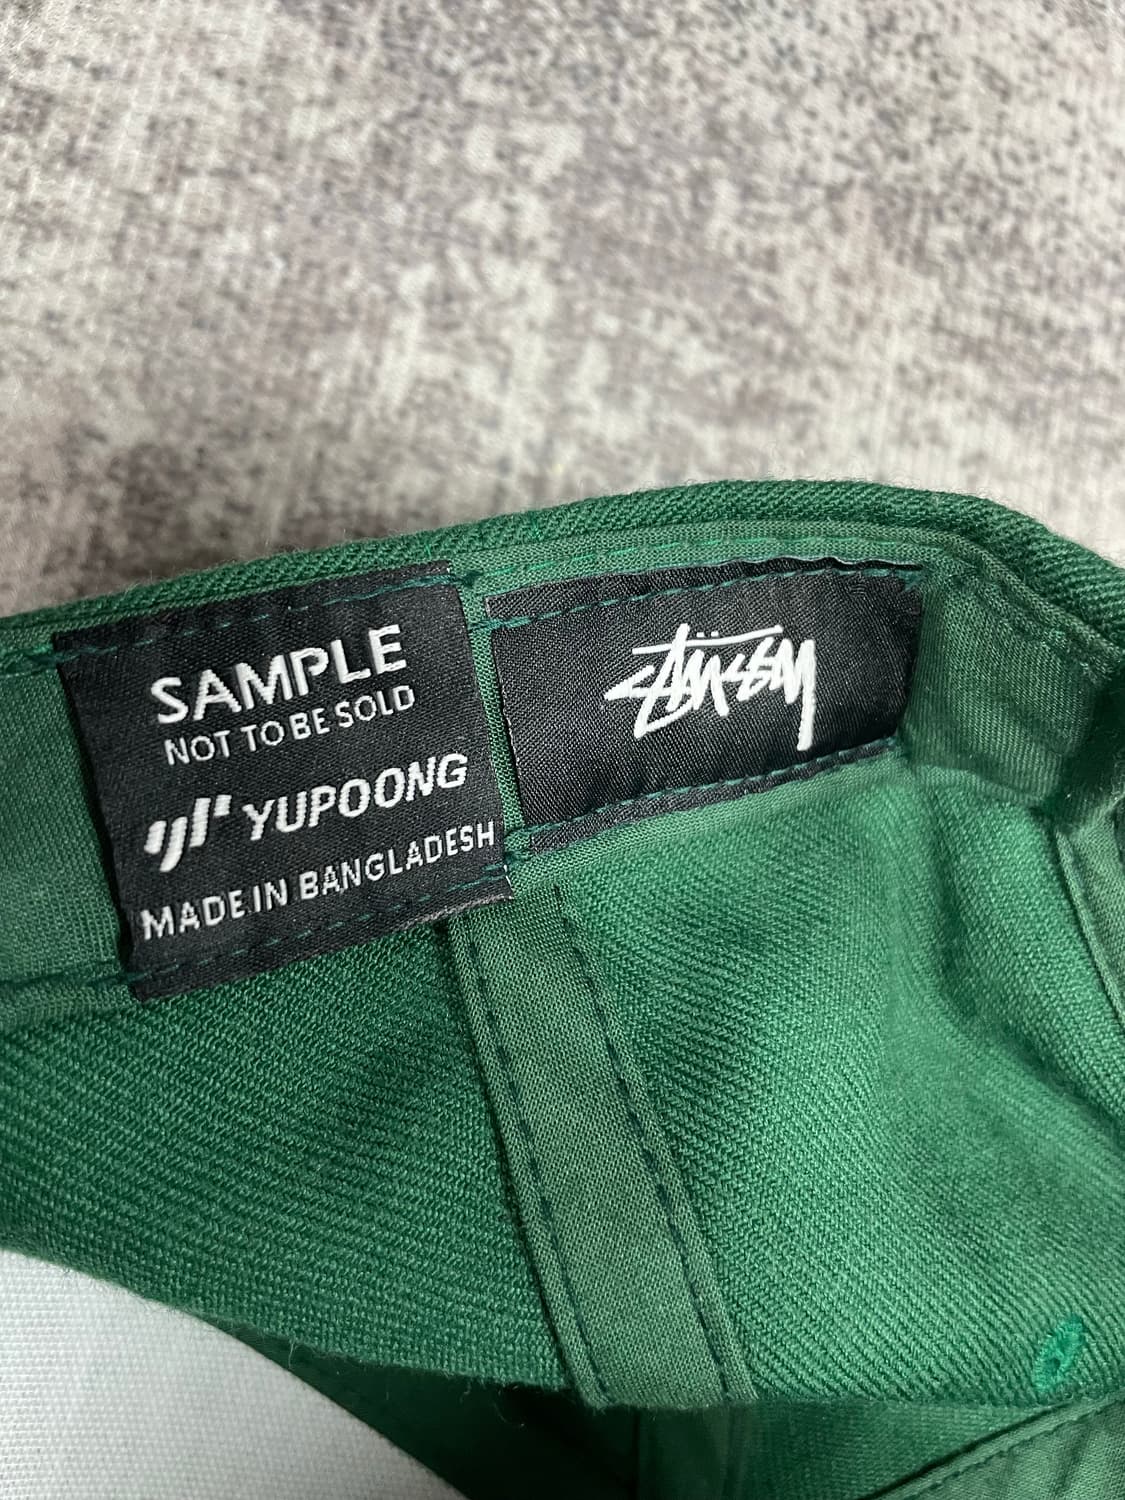 SAMPLE
NOT TO BE SOLD
YUPOONG
MADE IN BANGLADESH
Stüssy